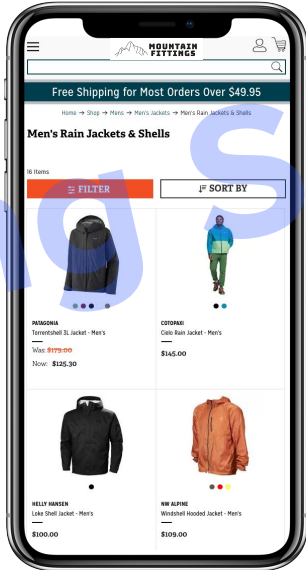 MOUNTAIN
FITTINGS
Free Shipping for Most Orders Over $49.95
Home → Shop → Mens → Men's Jackets → Men's Rain Jackets & Shells
Men's Rain Jackets & Shells
16 Items
FILTER
SORT BY
PATAGONIA
Torrentshell 3L Jacket - Men's
Was: $179.00
Now: $125.30
COTOPAXI
Cielo Rain Jacket - Men's
$145.00
HELLY HANSEN
Loke Shell Jacket - Men's
$100.00
NW ALPINE
Windshell Hooded Jacket - Men's
$109.00
ng S